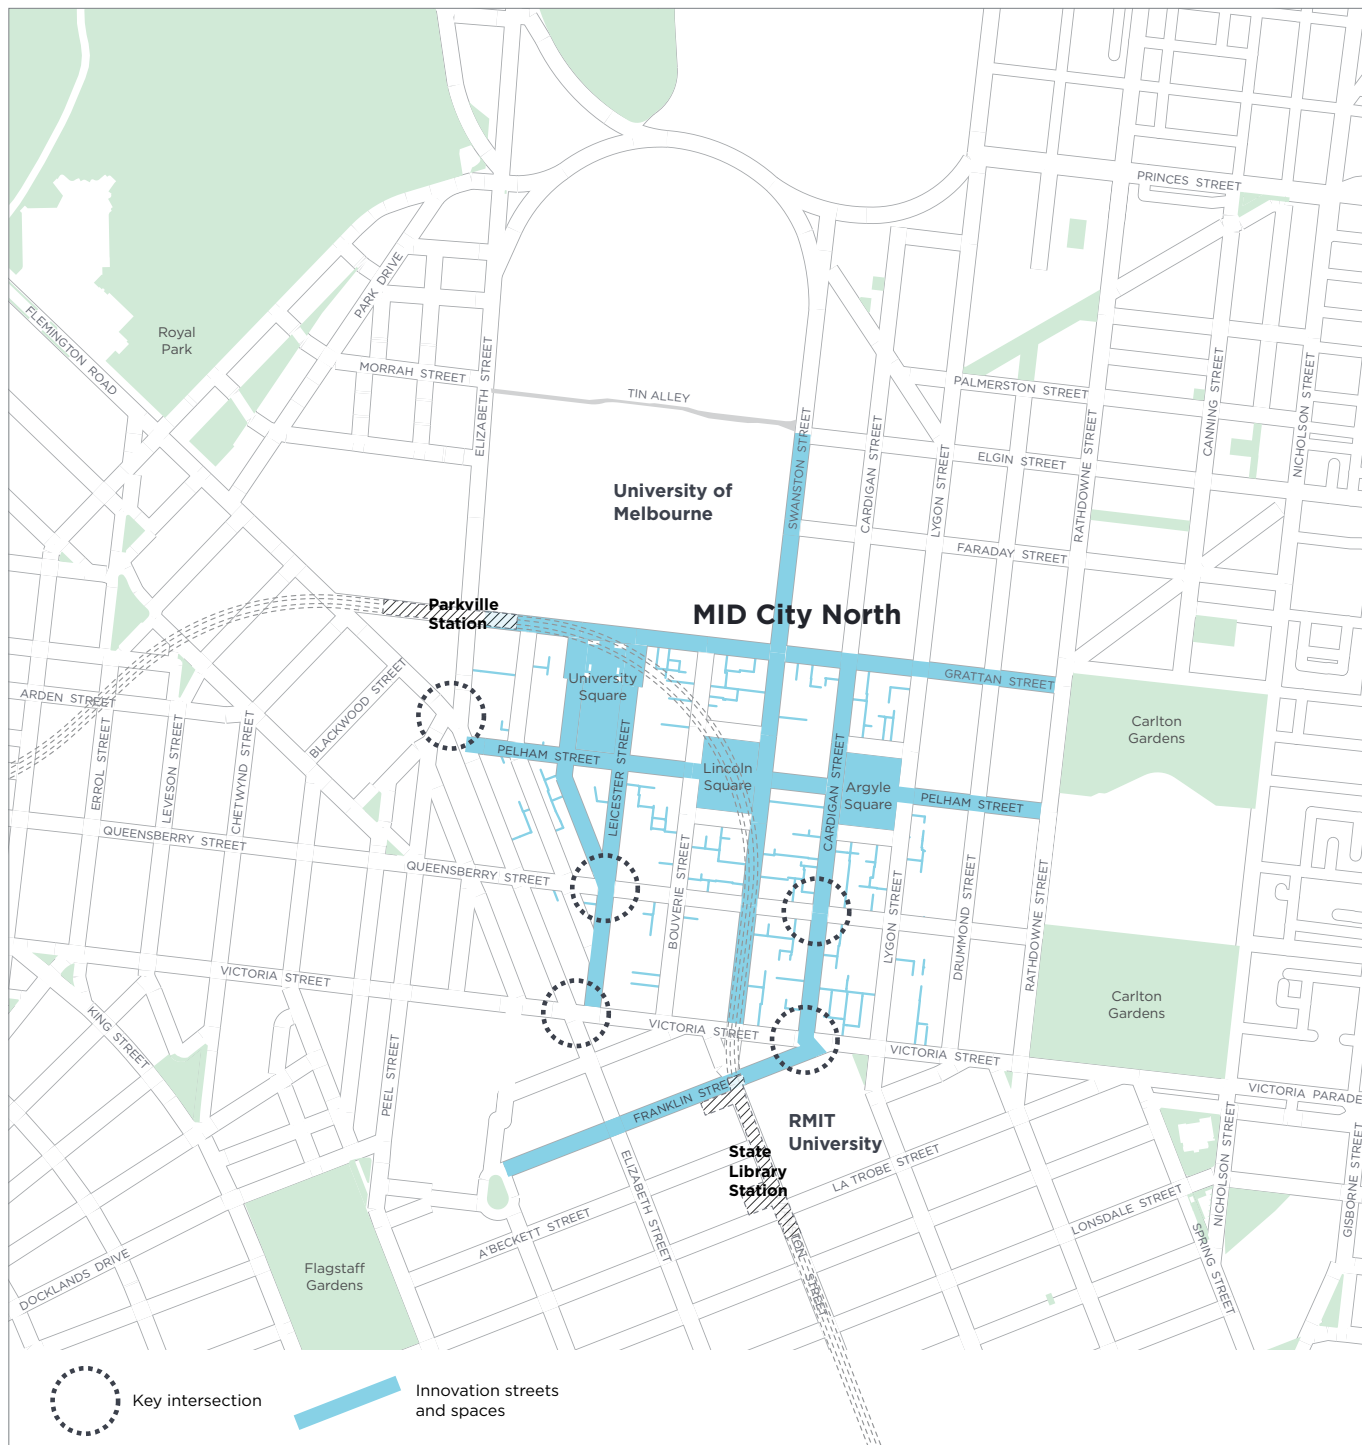 PRINCES STREET
PARK DRIVE
FLEMINGTON ROAD
Royal
Park
MORRAH STREET
ELIZABETH STREET
TIN ALLEY
PALMERSTON STREET
CANNING STREET
NICHOLSON STREET
SWANSTON STREET
CARDIGAN STREET
LYGON STREET
RATHDOWNE STREET
ELGIN STREET
University of
Melbourne
FARADAY STREET
Parkville
Station
MID City North
GRATTAN STREET
University
Square
ARDEN STREET
BLACKWOOD STREET
ERROL STREET
LEVESON STREET
CHETWYND STREET
PELHAM STREET
LEICESTER STREET
Lincoln
Square
CARDIGAN STREET
Argyle
Square
PELHAM STREET
Carlton
Gardens
QUEENSBERRY STREET
QUEENSBERRY STREET
BOUVERIE STREET
LYGON STREET
DRUMMOND STREET
RATHDOWNE STREET
VICTORIA STREET
VICTORIA STREET
VICTORIA STREET
Carlton
Gardens
KING STREET
PEEL STREET
FRANKLIN STRE
VICTORIA PARADE
RMIT
University
State
Library
Station
LA TROBE STREET
ELIZABETH STREET
A'BECKETT STREET
LONSDALE STREET
NICHOLSON STREET
GISBORNE STREET
SPRING STREET
TON STREET
DOCKLANDS DRIVE
Flagstaff
Gardens
Key intersection
Innovation streets
and spaces